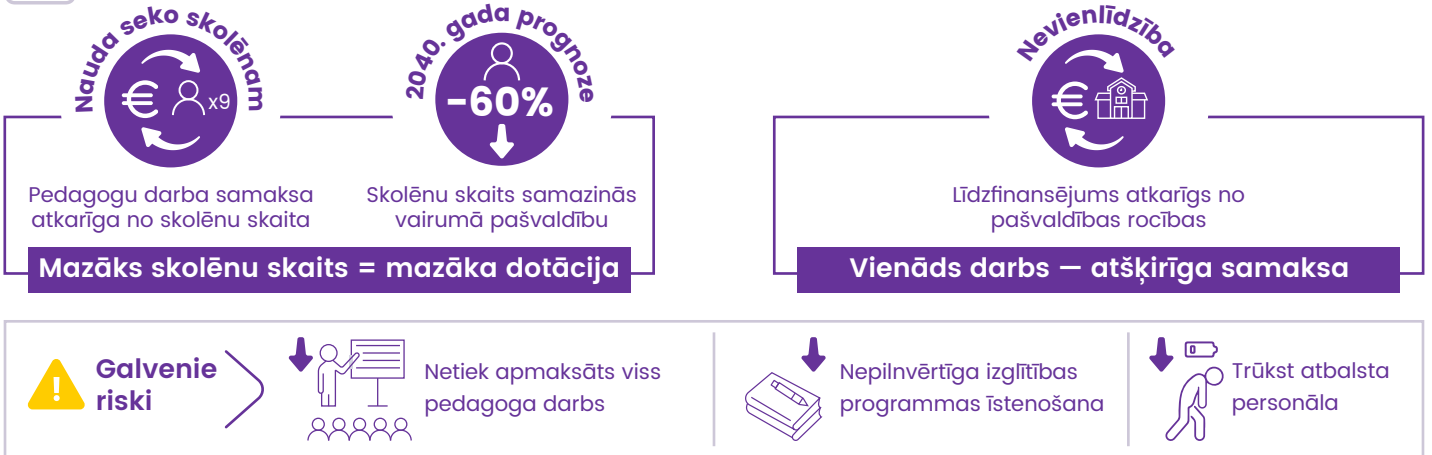 Nauda seko skolēnam
€ x9
Pedagogu darba samaksa
atkarīga no skolēnu skaita
2040. gada prognoze
-60%
Skolēnu skaits samazinās
vairumā pašvaldību
Mazāks skolēnu skaits = mazāka dotācija
Nevienlīdzība
€
Līdzfinansējums atkarīgs no
pašvaldības rocības
Vienāds darbs — atšķirīga samaksa
!
Galvenie
riski
Netiek apmaksāts viss
pedagoga darbs
Nepilnvērtīga izglītības
programmas īstenošana
Trūkst atbalsta
personāla